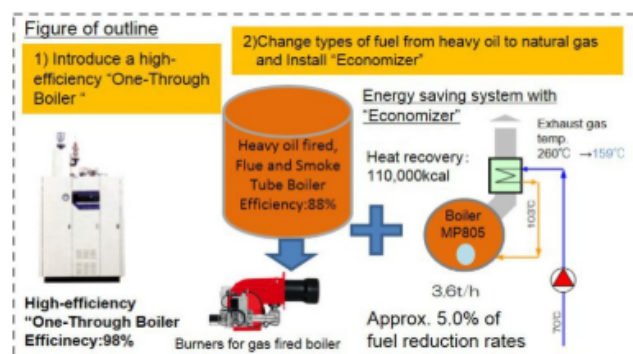 Figure of outline
1) Introduce a high-
efficiency "One-Through
Boiler "
2)Change types of fuel from heavy oil to natural gas
and Install "Economizer"
Heavy oil fired,
Flue and Smoke
Tube Boiler
Efficiency:88%
Energy saving system with
"Economizer"
Exhaust gas
temp.
260℃ →159℃
Heat recovery:
110,000kcal
Boiler
MP805
103℃
3.6t/h
70℃
High-efficiency
"One-Through Boiler
Efficinecy:98%
Burners for gas fired boiler
Approx. 5.0% of
fuel reduction rates